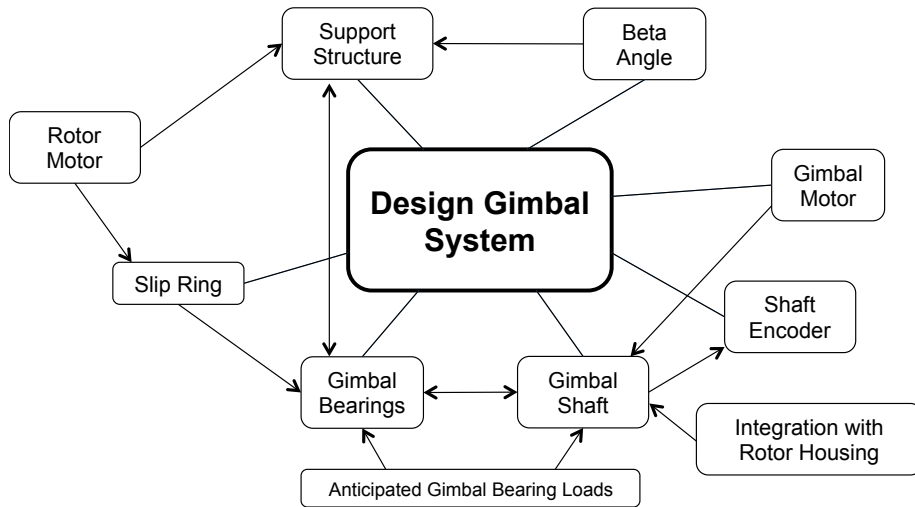 Support
Structure
Beta
Angle
Rotor
Motor
Design Gimbal
System
Gimbal
Motor
Slip Ring
Shaft
Encoder
Gimbal
Bearings
Gimbal
Shaft
Integration with
Rotor Housing
Anticipated Gimbal Bearing Loads